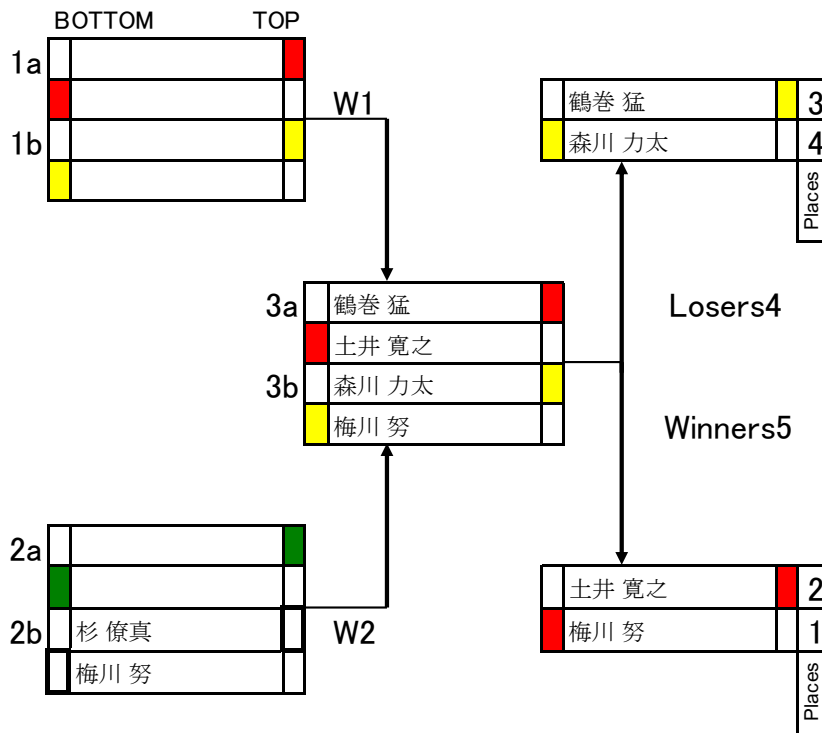 BOTTOM TOP
1a
W1
1b
鶴巻 猛 3
森川 力太 4
Places
3a 鶴巻 猛
土井 寛之
3b 森川 力太
梅川 努
Losers4
Winners5
2a
2b 杉 僚真
梅川 努
W2
土井 寛之 2
梅川 努 1
Places